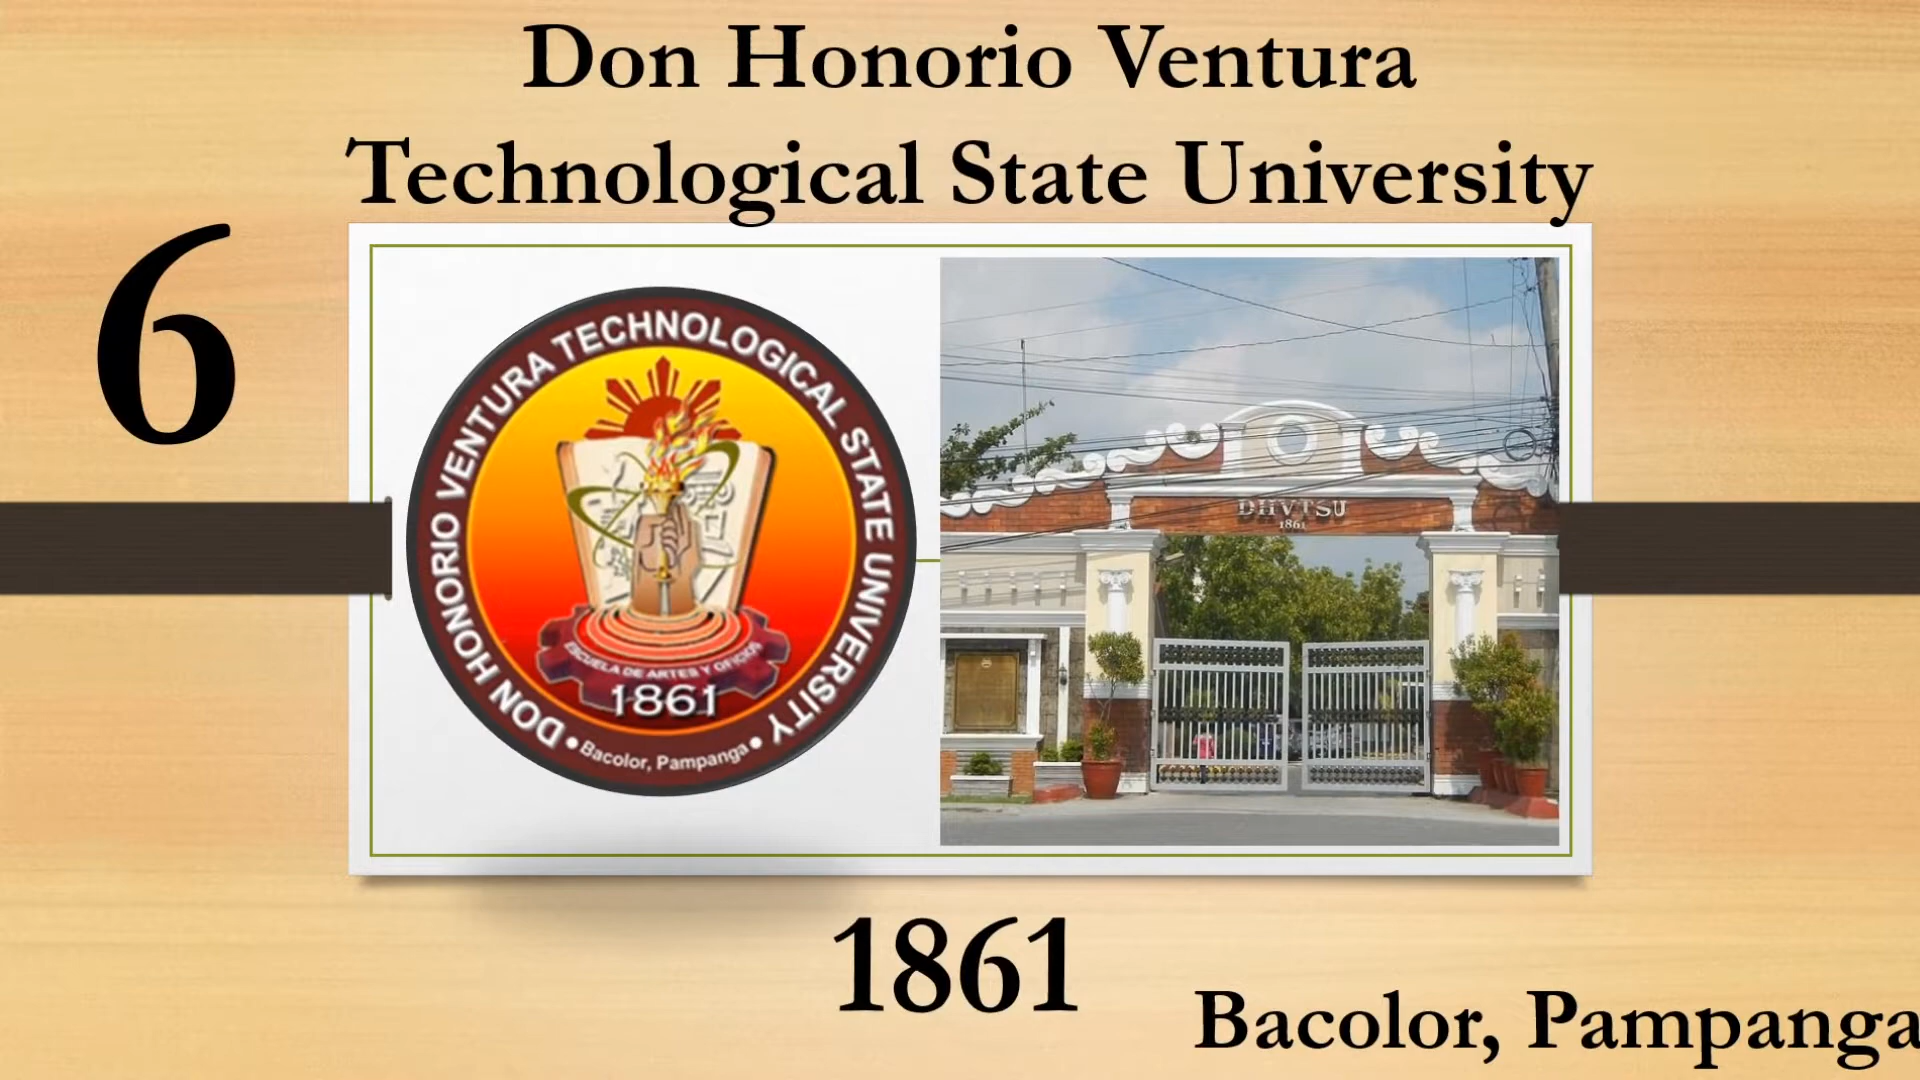 Don Honorio Ventura
Technological State University
6
DON HONORIO VENTURA TECHNOLOGICAL STATE UNIVERSITY
ESCUELA DE ARTES Y OFICIOS
1861
Bacolor, Pampanga
DHVTSU
1861
1861
Bacolor, Pampanga